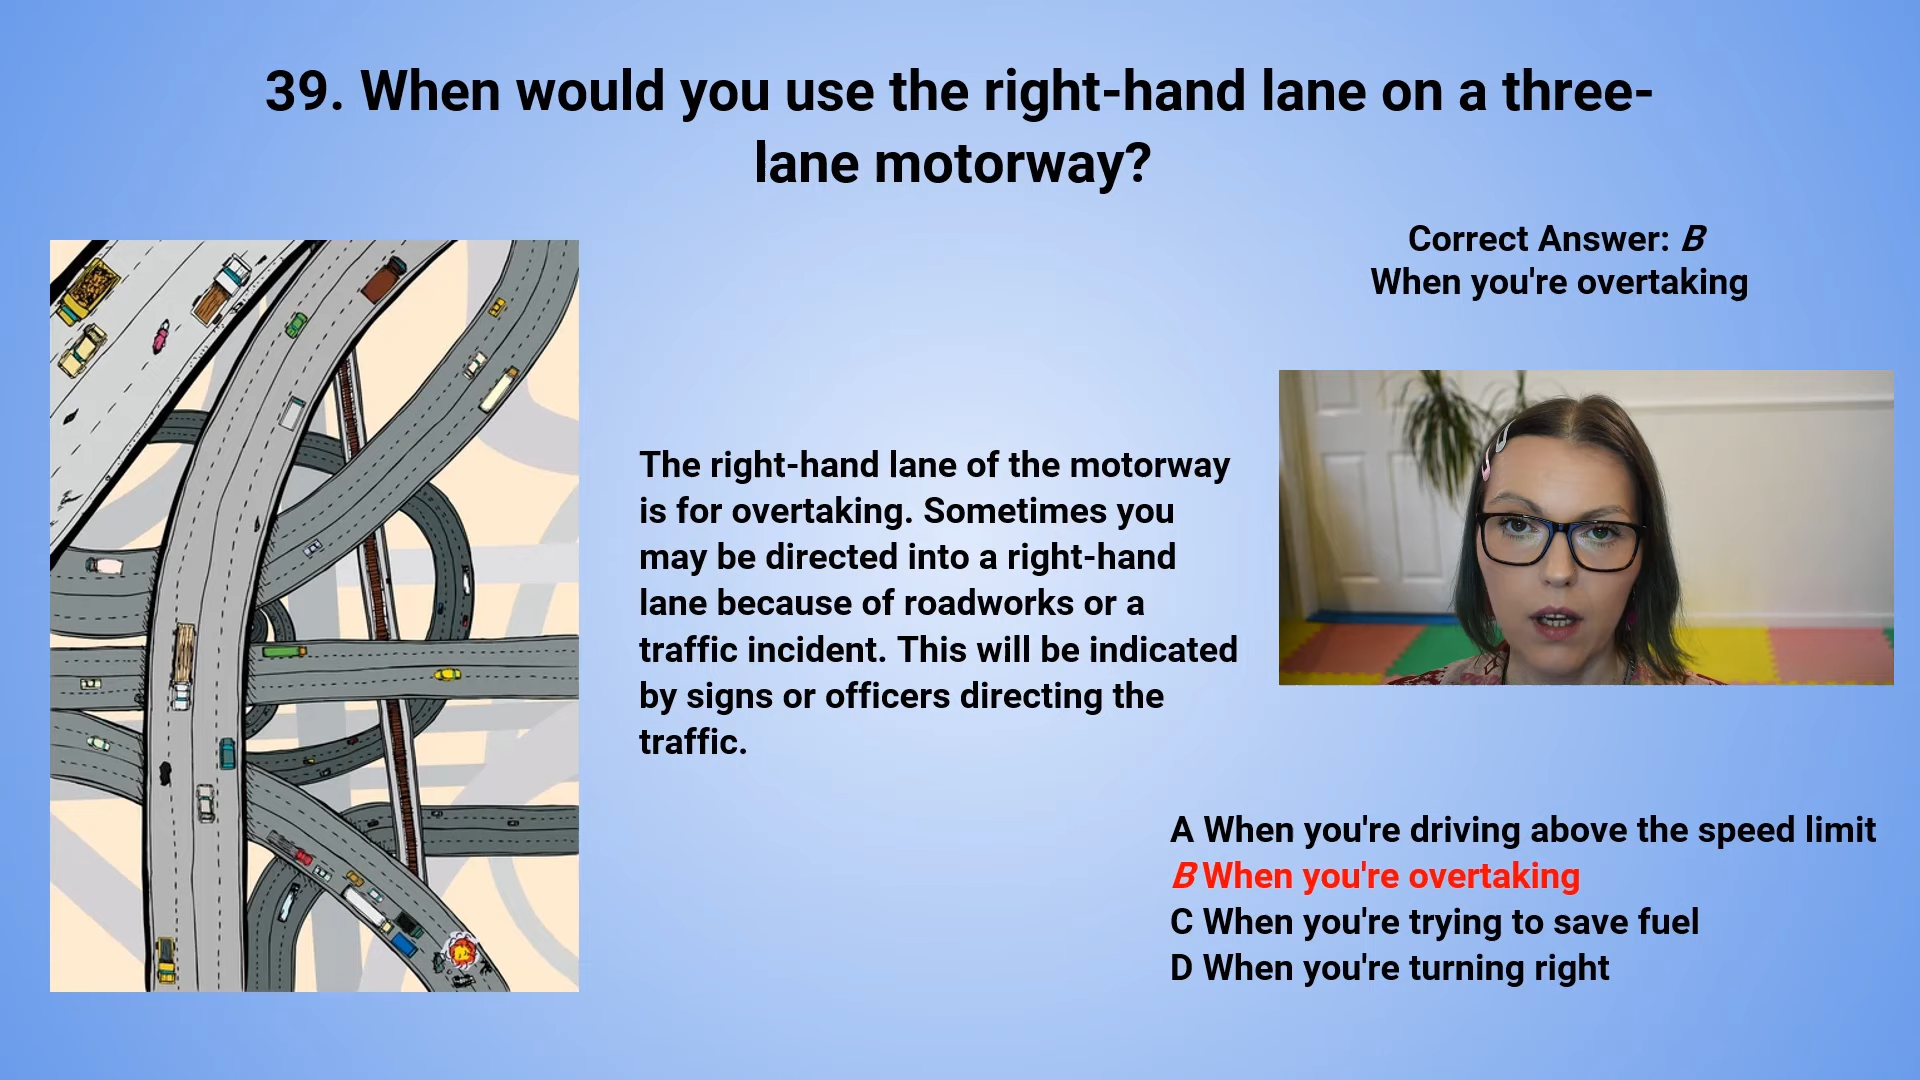 39. When would you use the right-hand lane on a three-
lane motorway?
Correct Answer: B
When you're overtaking
The right-hand lane of the motorway
is for overtaking. Sometimes you
may be directed into a right-hand
lane because of roadworks or a
traffic incident. This will be indicated
by signs or officers directing the
traffic.
A When you're driving above the speed limit
B When you're overtaking
C When you're trying to save fuel
D When you're turning right